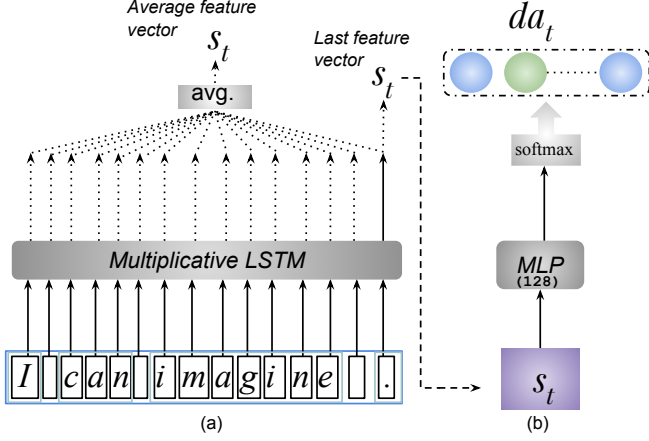 Average feature
vector
s_t
avg.
Last feature
vector
s_t
Multiplicative LSTM
I can imagine .
(a)
da_t
softmax
MLP
(128)
s_t
(b)